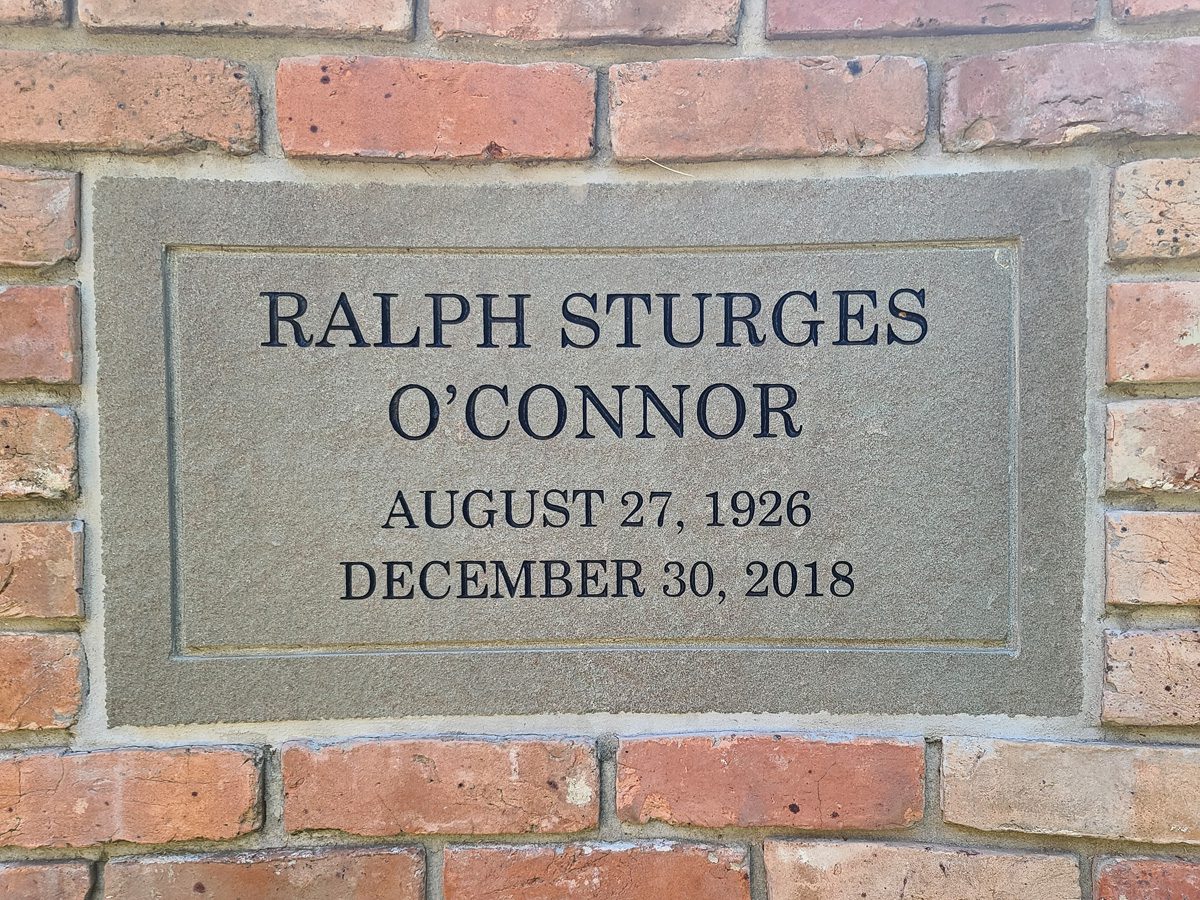 RALPH STURGES
O’CONNOR
AUGUST 27, 1926
DECEMBER 30, 2018